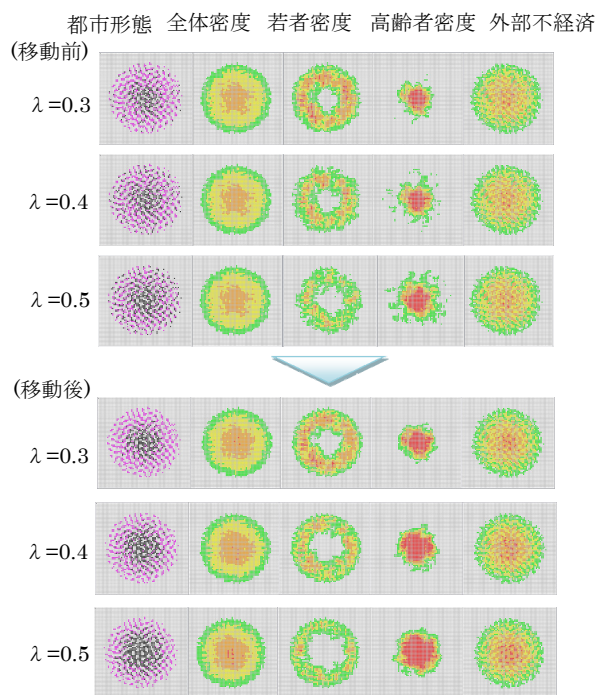 都市形態 全体密度 若者密度 高齢者密度 外部不経済
(移動前)
λ=0.3
λ=0.4
λ=0.5
(移動後)
λ=0.3
λ=0.4
λ=0.5